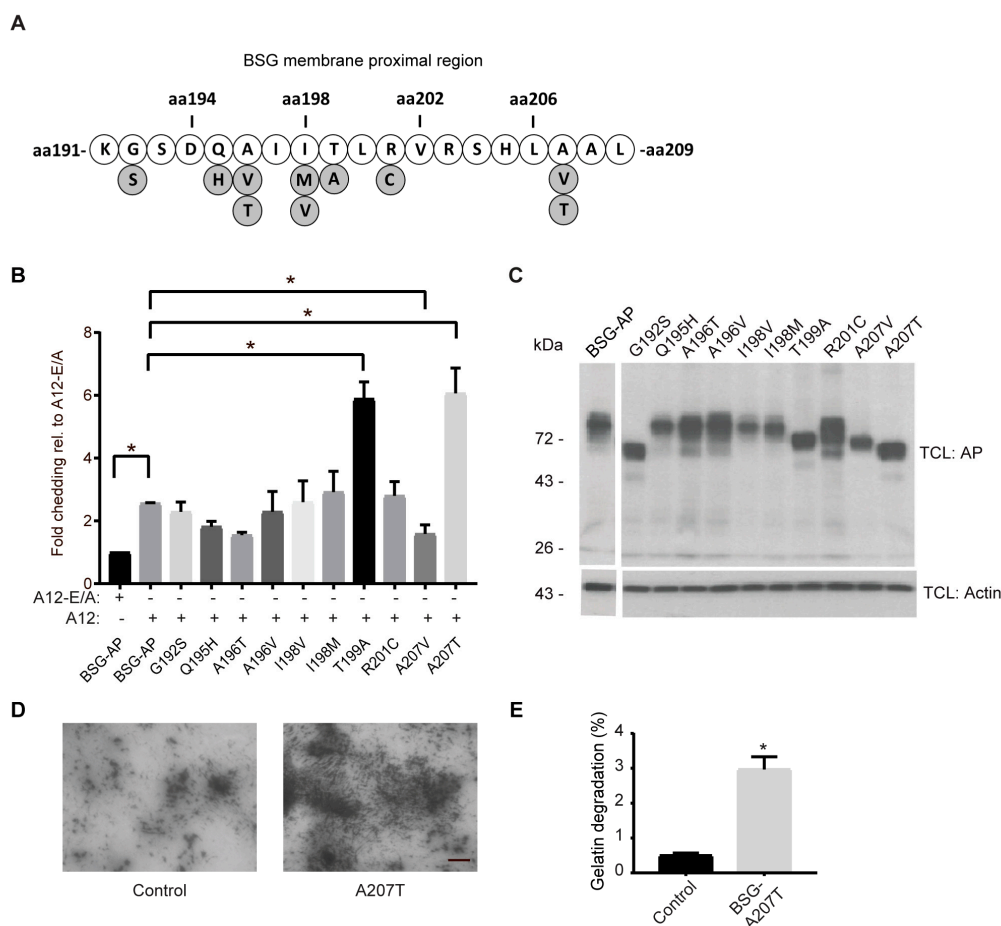 A
BSG membrane proximal region
aa194 aa198 aa202 aa206
aa191- K G S D Q A I I T L R V R S H L A A L -aa209
S H V M A C V
T V T
B
* 
*
*
*
8
6
4
2
0
Fold chedding rel. to A12-E/A
A12-E/A: + - - - - - - - - - - -
A12: - + + + + + + + + + + +
BSG-AP BSG-AP G192S Q195H A196T A196V I198V I198M T199A R201C A207V A207T
C
BSG-AP G192S Q195H A196T A196V I198V I198M T199A R201C A207V A207T
kDa
72 -
43 -
26 -
43 -
TCL: AP
TCL: Actin
D
Control A207T
E
Gelatin degradation (%)
4
3
2
1
0
*
Control BSG-
A207T